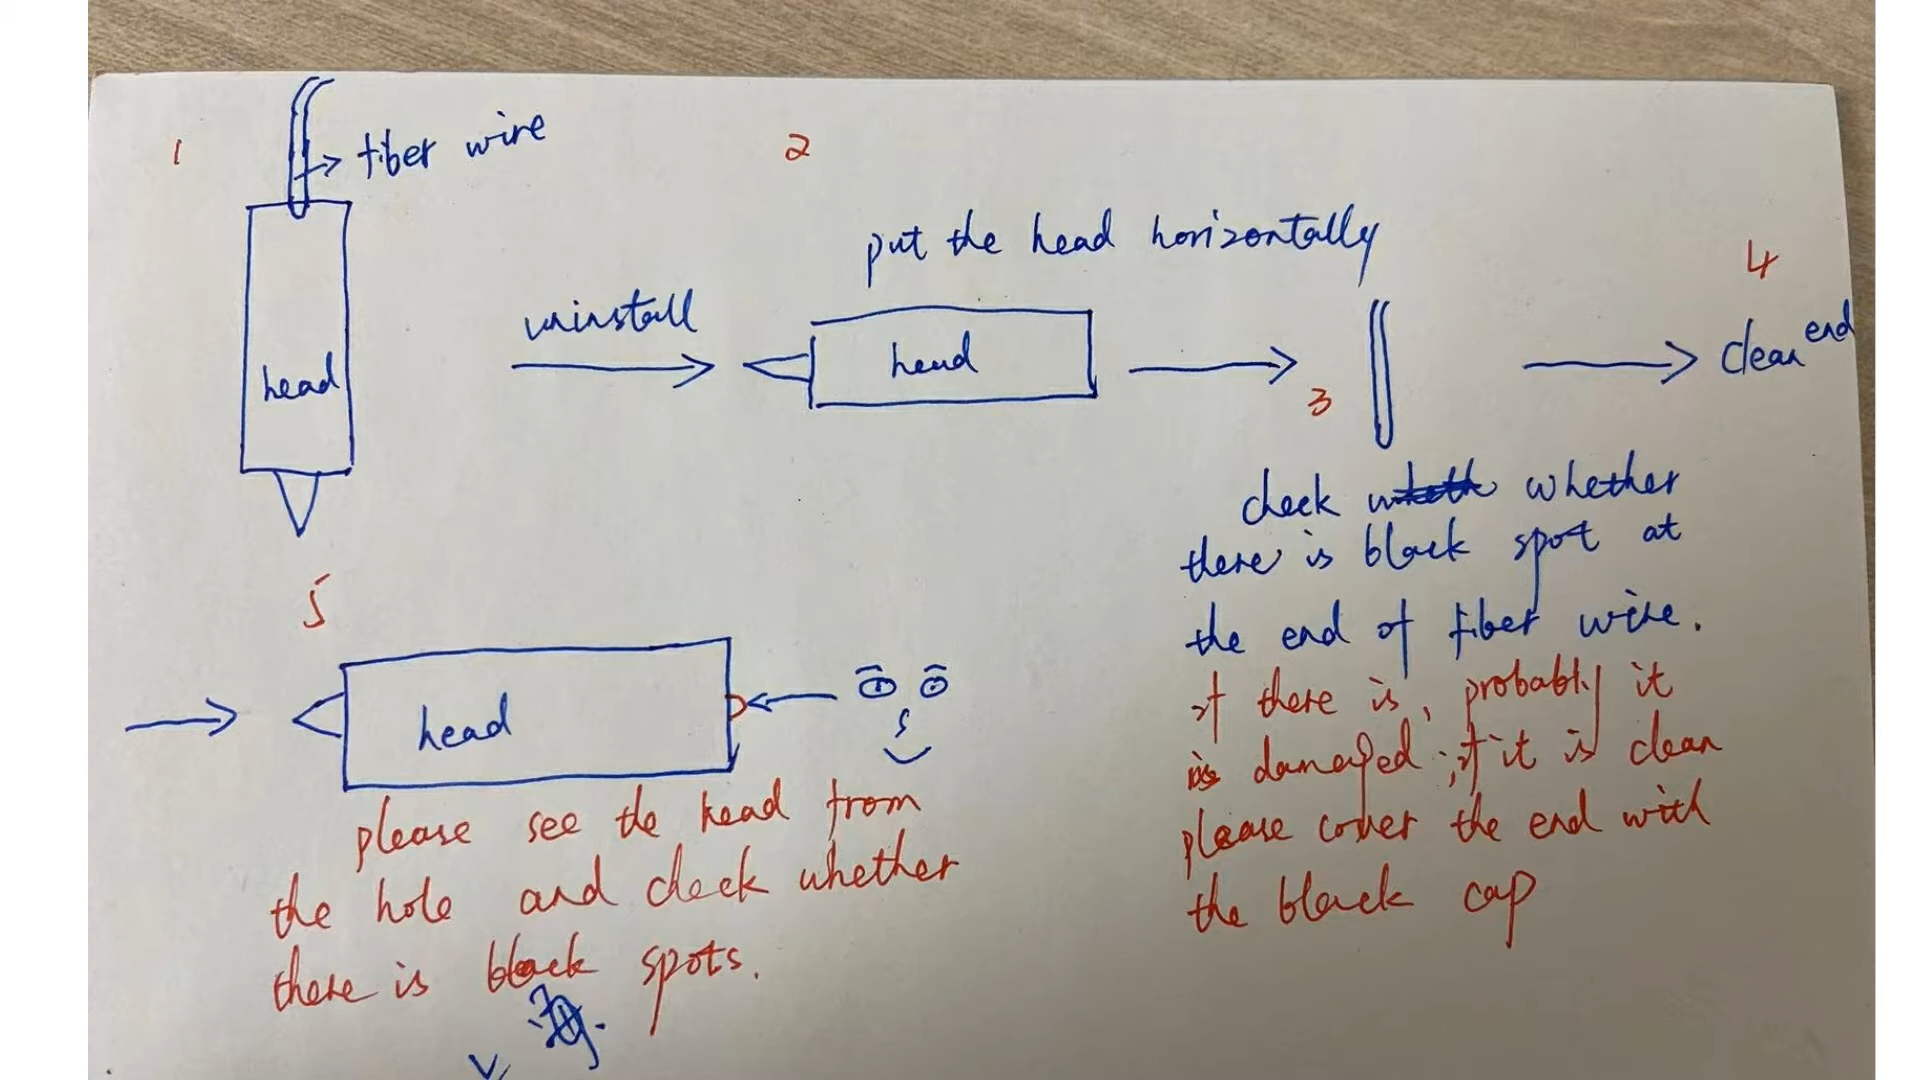 1
fiber wire
head
uninstall
2
put the head horizontally
head
3
check whether
there is black spot at
the end of fiber wire.
if there is, probably it
is damaged; if it is clean
please cover the end with
the black cap
4
clean end
5
head
please see the head from
the hole and check whether
there is black spots.